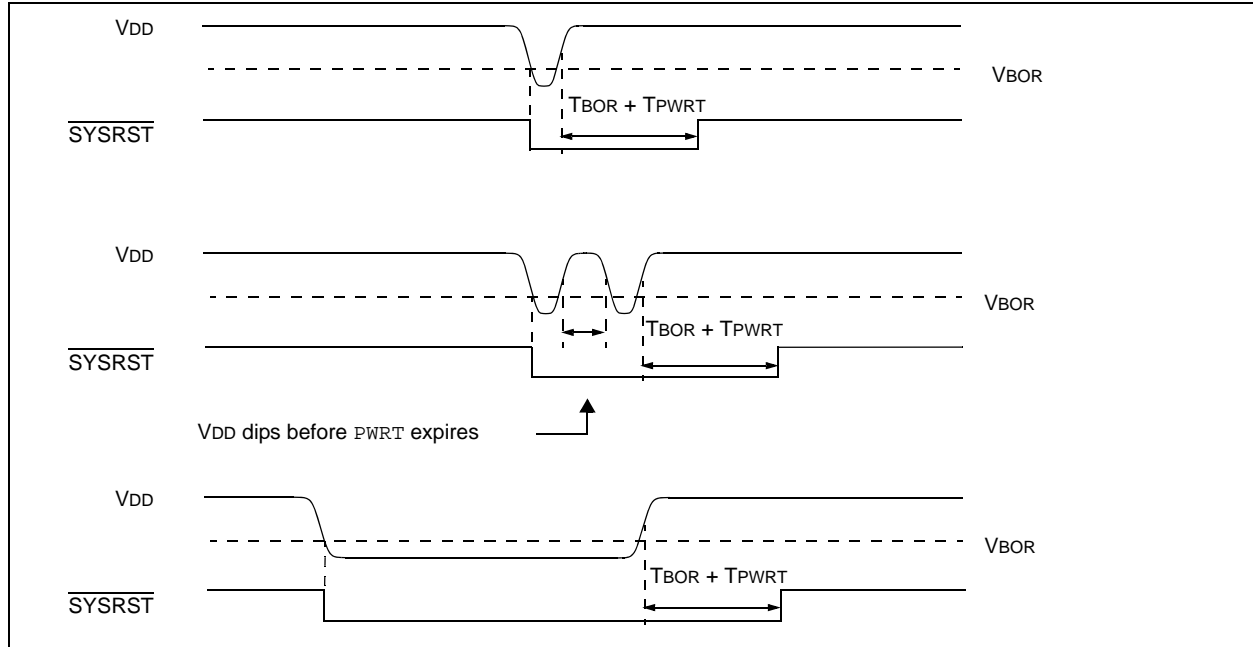 VDD
VBOR
TBOR + TPWRT
SYSRST
VDD
VBOR
TBOR + TPWRT
SYSRST
VDD dips before PWRT expires
VDD
VBOR
TBOR + TPWRT
SYSRST